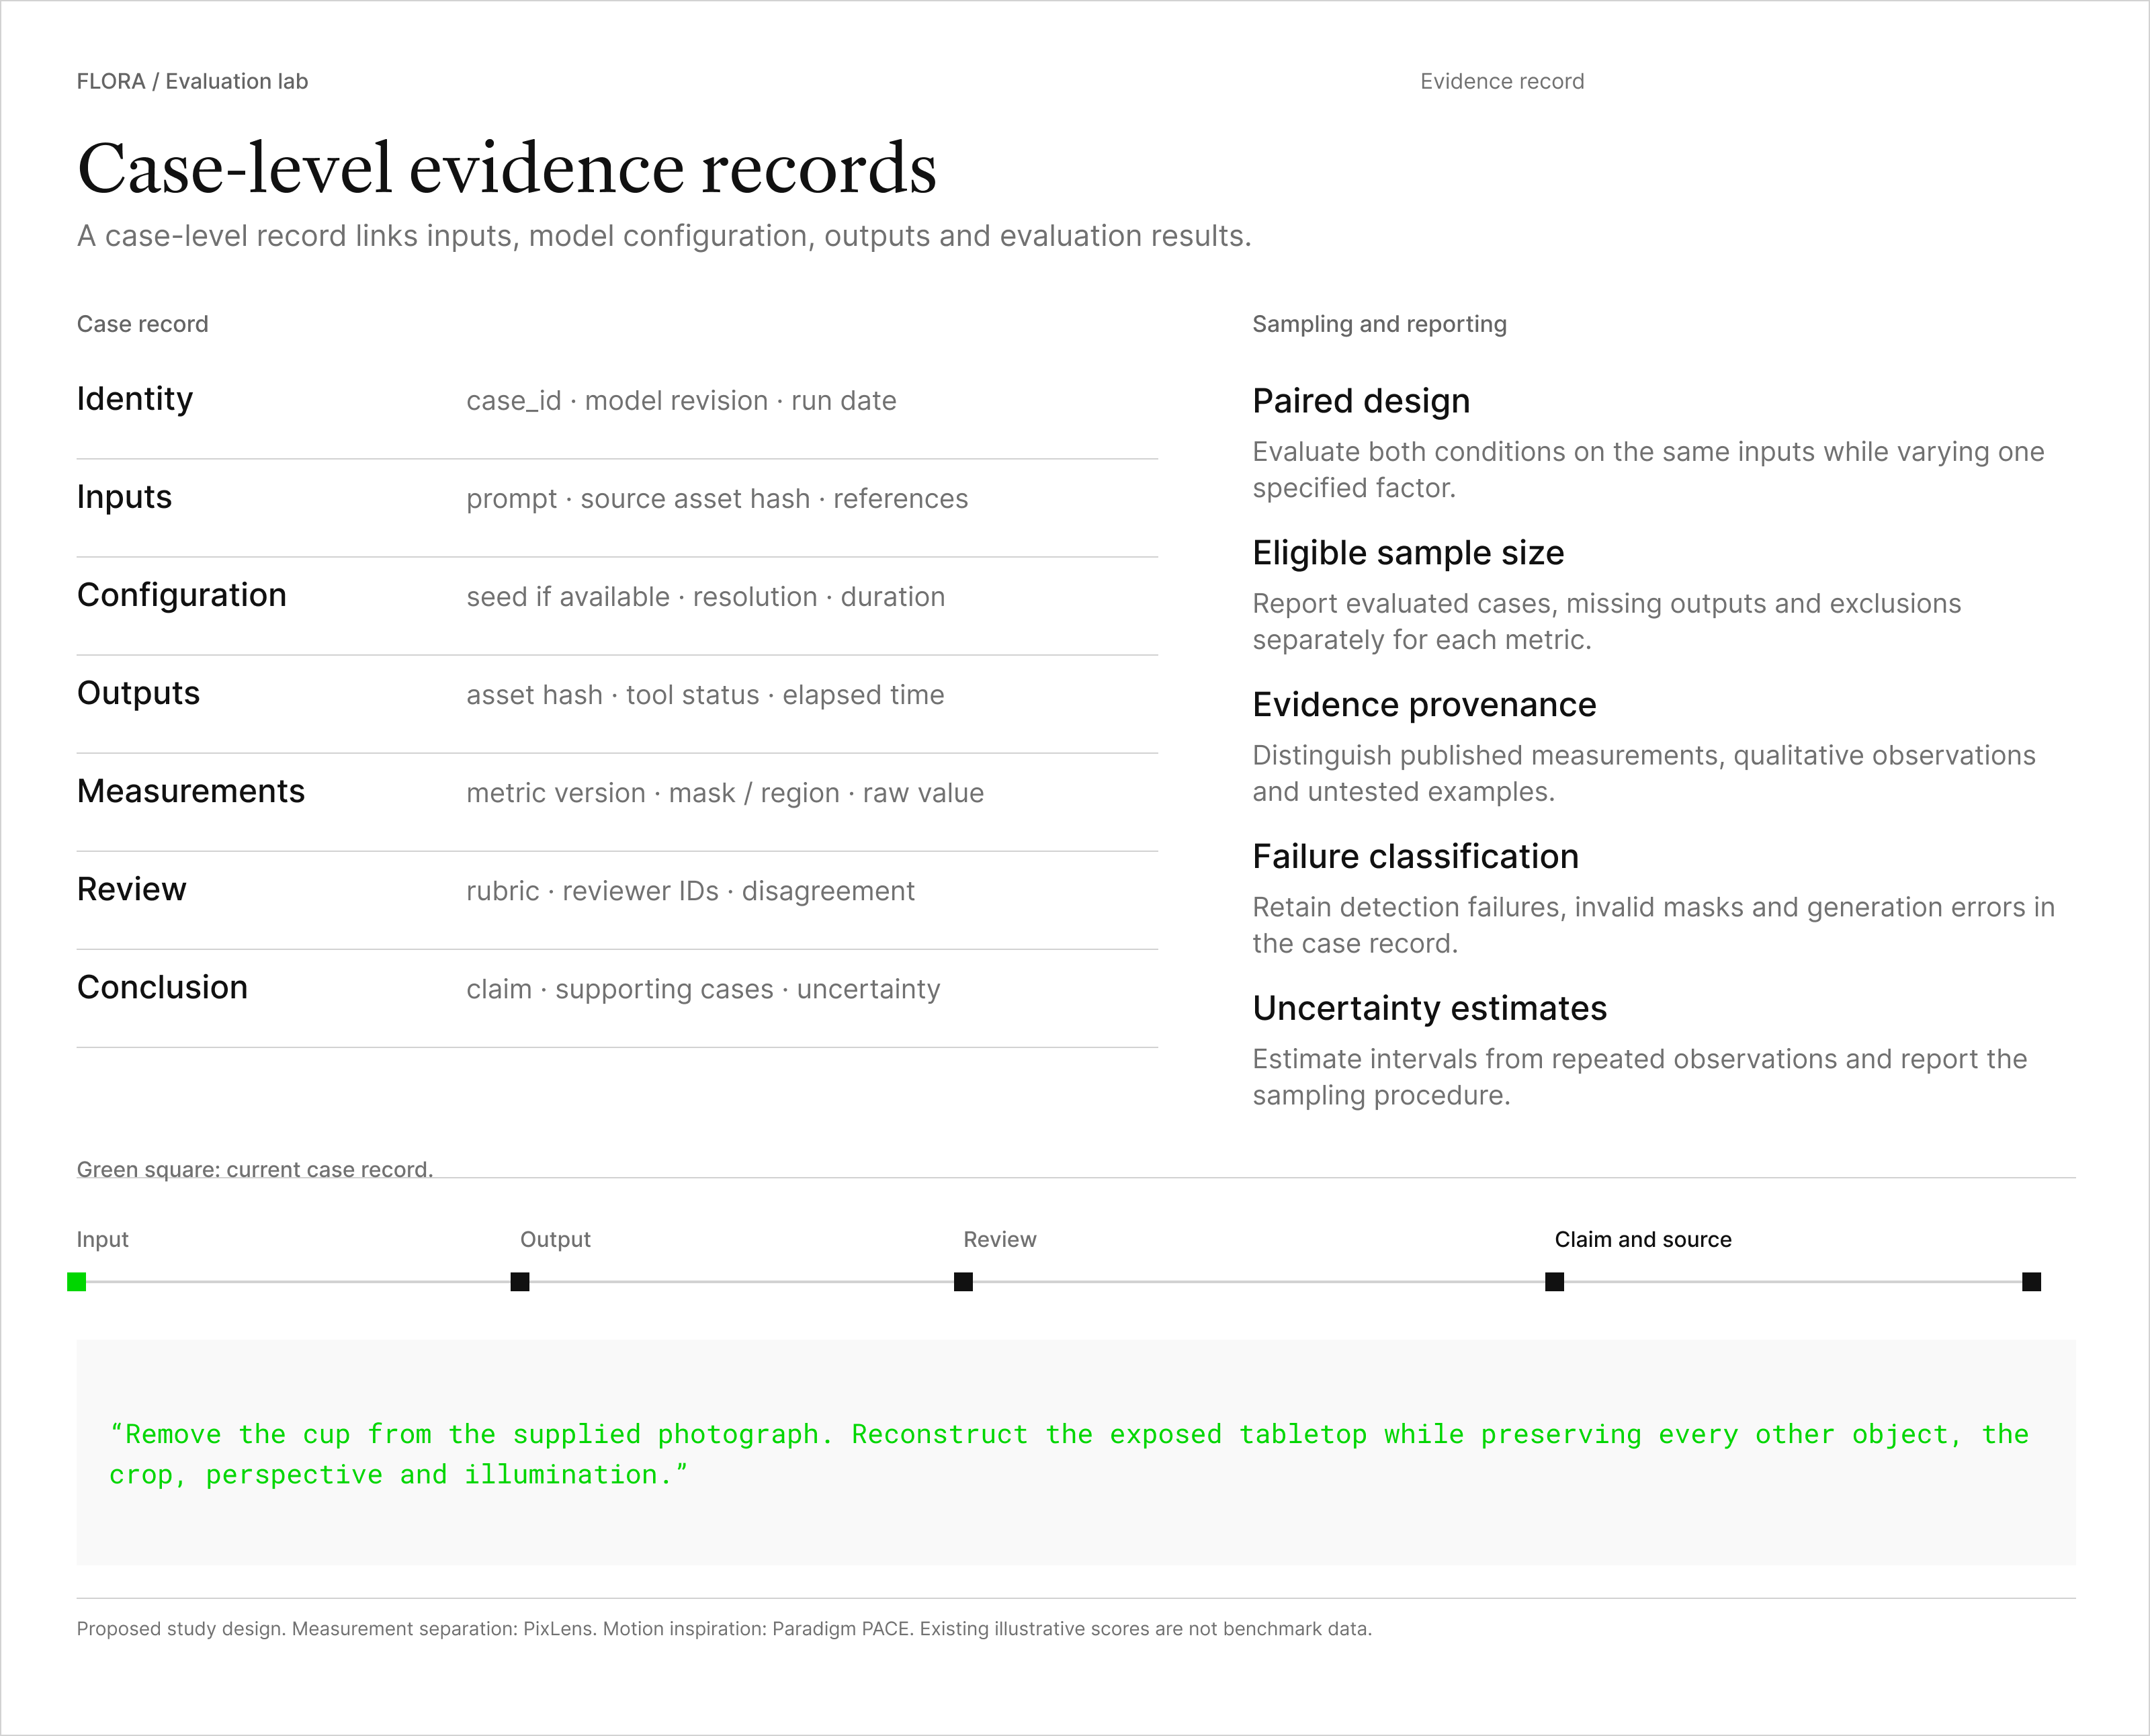 FLORA / Evaluation lab
Evidence record
Case-level evidence records
A case-level record links inputs, model configuration, outputs and evaluation results.
Case record
Identity
case_id · model revision · run date
Inputs
prompt · source asset hash · references
Configuration
seed if available · resolution · duration
Outputs
asset hash · tool status · elapsed time
Measurements
metric version · mask / region · raw value
Review
rubric · reviewer IDs · disagreement
Conclusion
claim · supporting cases · uncertainty
Sampling and reporting
Paired design
Evaluate both conditions on the same inputs while varying one
specified factor.
Eligible sample size
Report evaluated cases, missing outputs and exclusions
separately for each metric.
Evidence provenance
Distinguish published measurements, qualitative observations
and untested examples.
Failure classification
Retain detection failures, invalid masks and generation errors in
the case record.
Uncertainty estimates
Estimate intervals from repeated observations and report the
sampling procedure.
Green square: current case record.
Input
Output
Review
Claim and source
“Remove the cup from the supplied photograph. Reconstruct the exposed tabletop while preserving every other object, the
crop, perspective and illumination.”
Proposed study design. Measurement separation: PixLens. Motion inspiration: Paradigm PACE. Existing illustrative scores are not benchmark data.